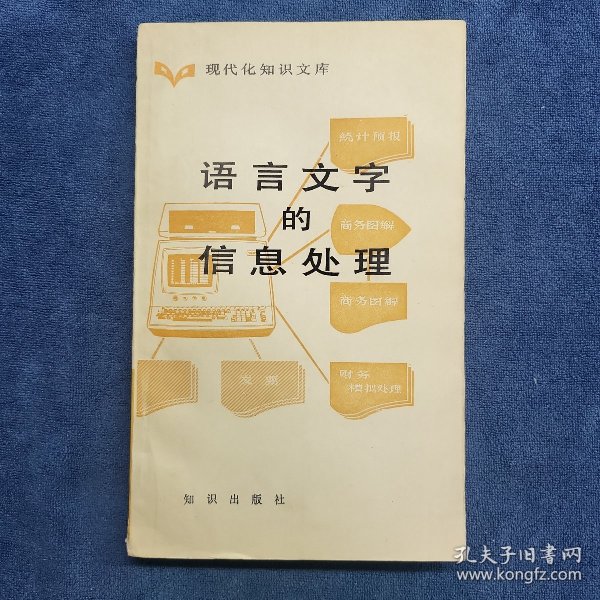 现代化知识文库
统计预报
语言文字
的
商务图解
信息处理
商务图解
发票
财务
模拟处理
知识出版社
孔夫子旧书网
www.kongfz.com